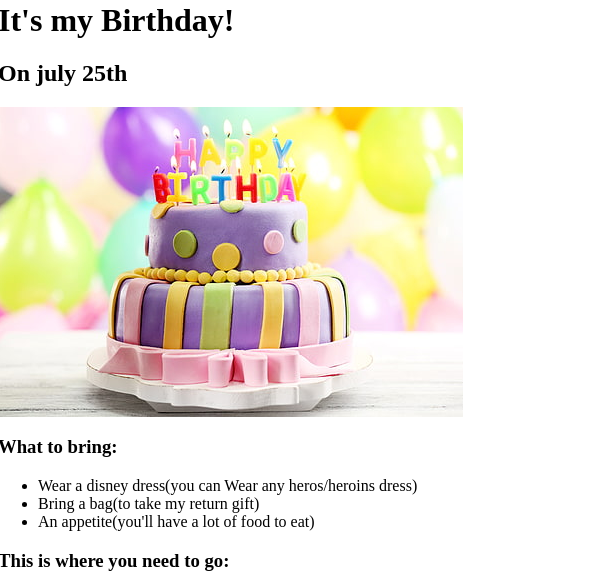 It's my Birthday!
On july 25th
HAPPY
BIRTHDAY
What to bring:
Wear a disney dress(you can Wear any heros/heroins dress)
Bring a bag(to take my return gift)
An appetite(you'll have a lot of food to eat)
This is where you need to go: